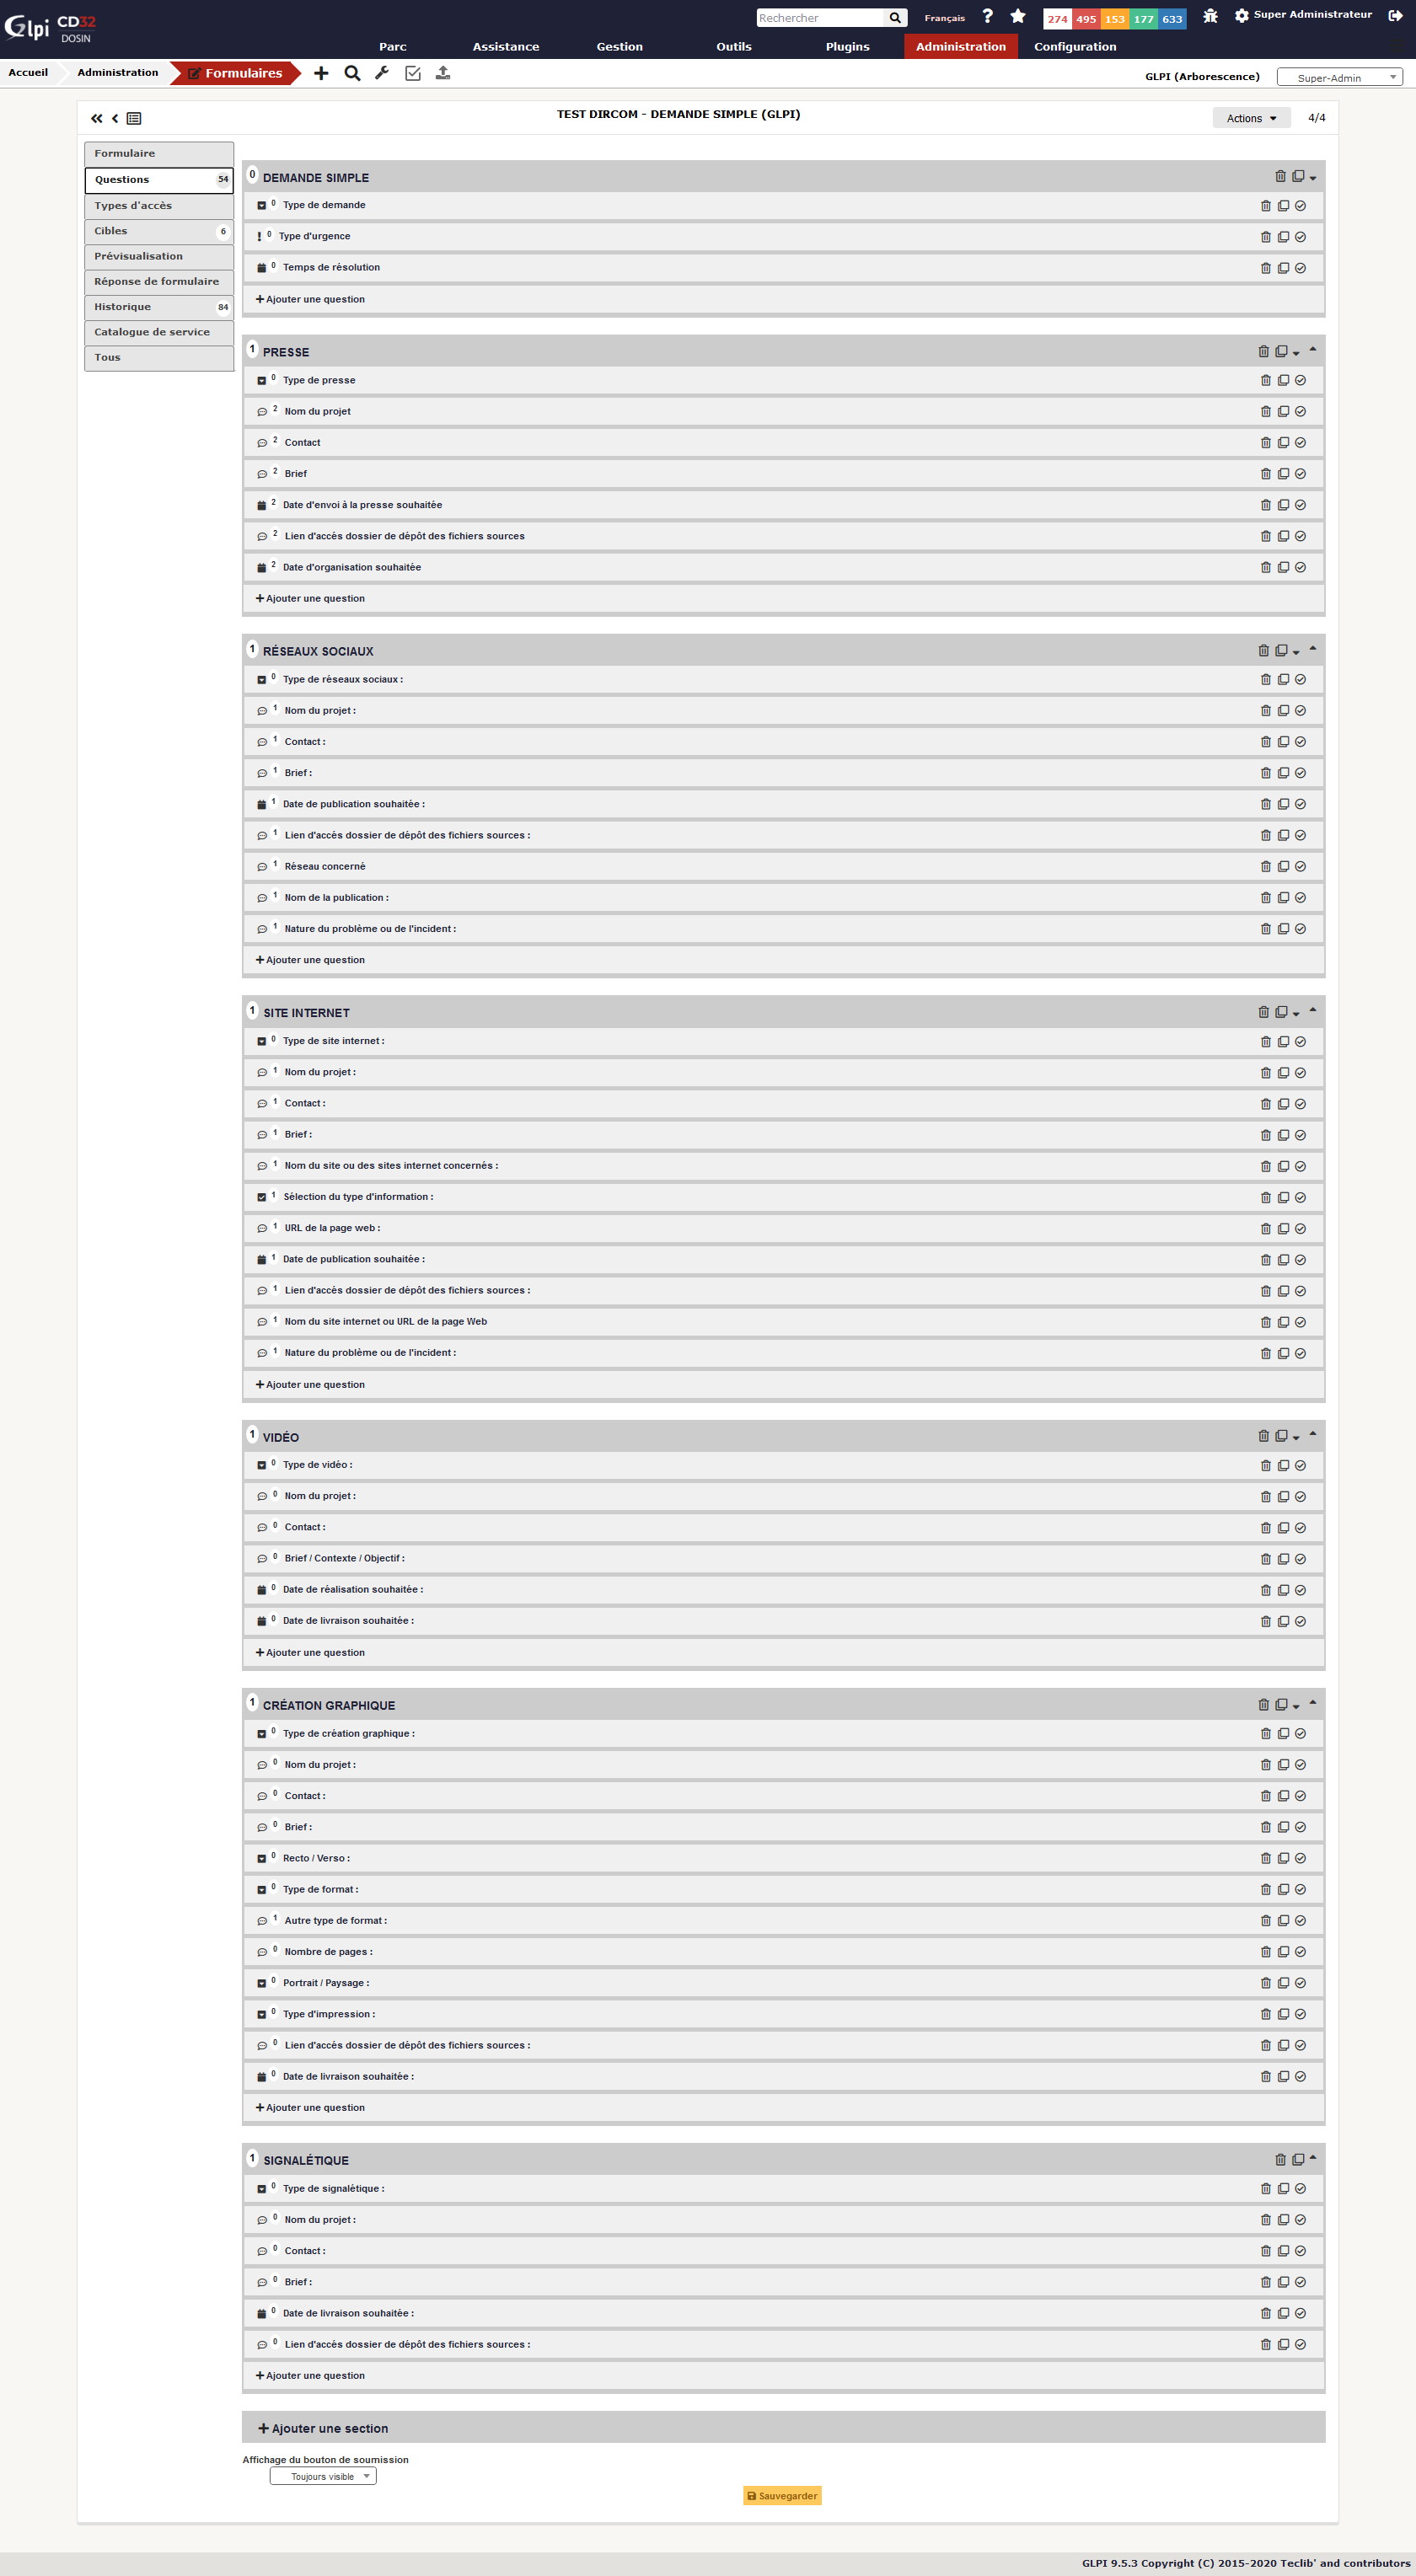 Glpi CD32 DOSIN
Rechercher
Français
274 495 153 177 633
Super Administrateur
Parc Assistance Gestion Outils Plugins Administration Configuration
Accueil Administration Formulaires
GLPI (Arborescence) Super-Admin
TEST DIRCOM - DEMANDE SIMPLE (GLPI)
Actions 4/4
Formulaire
Questions 54
Types d'accès
Cibles 6
Prévisualisation
Réponse de formulaire
Historique 84
Catalogue de service
Tous
0 DEMANDE SIMPLE
0 Type de demande
0 Type d'urgence
0 Temps de résolution
Ajouter une question
1 PRESSE
0 Type de presse
2 Nom du projet
2 Contact
2 Brief
2 Date d'envoi à la presse souhaitée
2 Lien d'accés dossier de dépôt des fichiers sources
2 Date d'organisation souhaitée
Ajouter une question
1 RÉSEAUX SOCIAUX
0 Type de réseaux sociaux :
1 Nom du projet :
1 Contact :
1 Brief :
1 Date de publication souhaitée :
1 Lien d'accés dossier de dépôt des fichiers sources :
1 Réseau concerné
1 Nom de la publication :
1 Nature du problème ou de l'incident :
Ajouter une question
1 SITE INTERNET
0 Type de site internet :
1 Nom du projet :
1 Contact :
1 Brief :
1 Nom du site ou des sites internet concernés :
1 Sélection du type d'information :
1 URL de la page web :
1 Date de publication souhaitée :
1 Lien d'accés dossier de dépôt des fichiers sources :
1 Nom du site internet ou URL de la page Web
1 Nature du problème ou de l'incident :
Ajouter une question
1 VIDÉO
0 Type de vidéo :
0 Nom du projet :
0 Contact :
0 Brief / Contexte / Objectif :
0 Date de réalisation souhaitée :
0 Date de livraison souhaitée :
Ajouter une question
1 CRÉATION GRAPHIQUE
0 Type de création graphique :
0 Nom du projet :
0 Contact :
0 Brief :
0 Recto / Verso :
0 Type de format :
1 Autre type de format :
0 Nombre de pages :
0 Portrait / Paysage :
0 Type d'impression :
0 Lien d'accés dossier de dépôt des fichiers sources :
0 Date de livraison souhaitée :
Ajouter une question
1 SIGNALÉTIQUE
0 Type de signalétique :
0 Nom du projet :
0 Contact :
0 Brief :
0 Date de livraison souhaitée :
0 Lien d'accés dossier de dépôt des fichiers sources :
Ajouter une question
Ajouter une section
Affichage du bouton de soumission
Toujours visible
Sauvegarder
GLPI 9.5.3 Copyright (C) 2015-2020 Teclib' and contributors